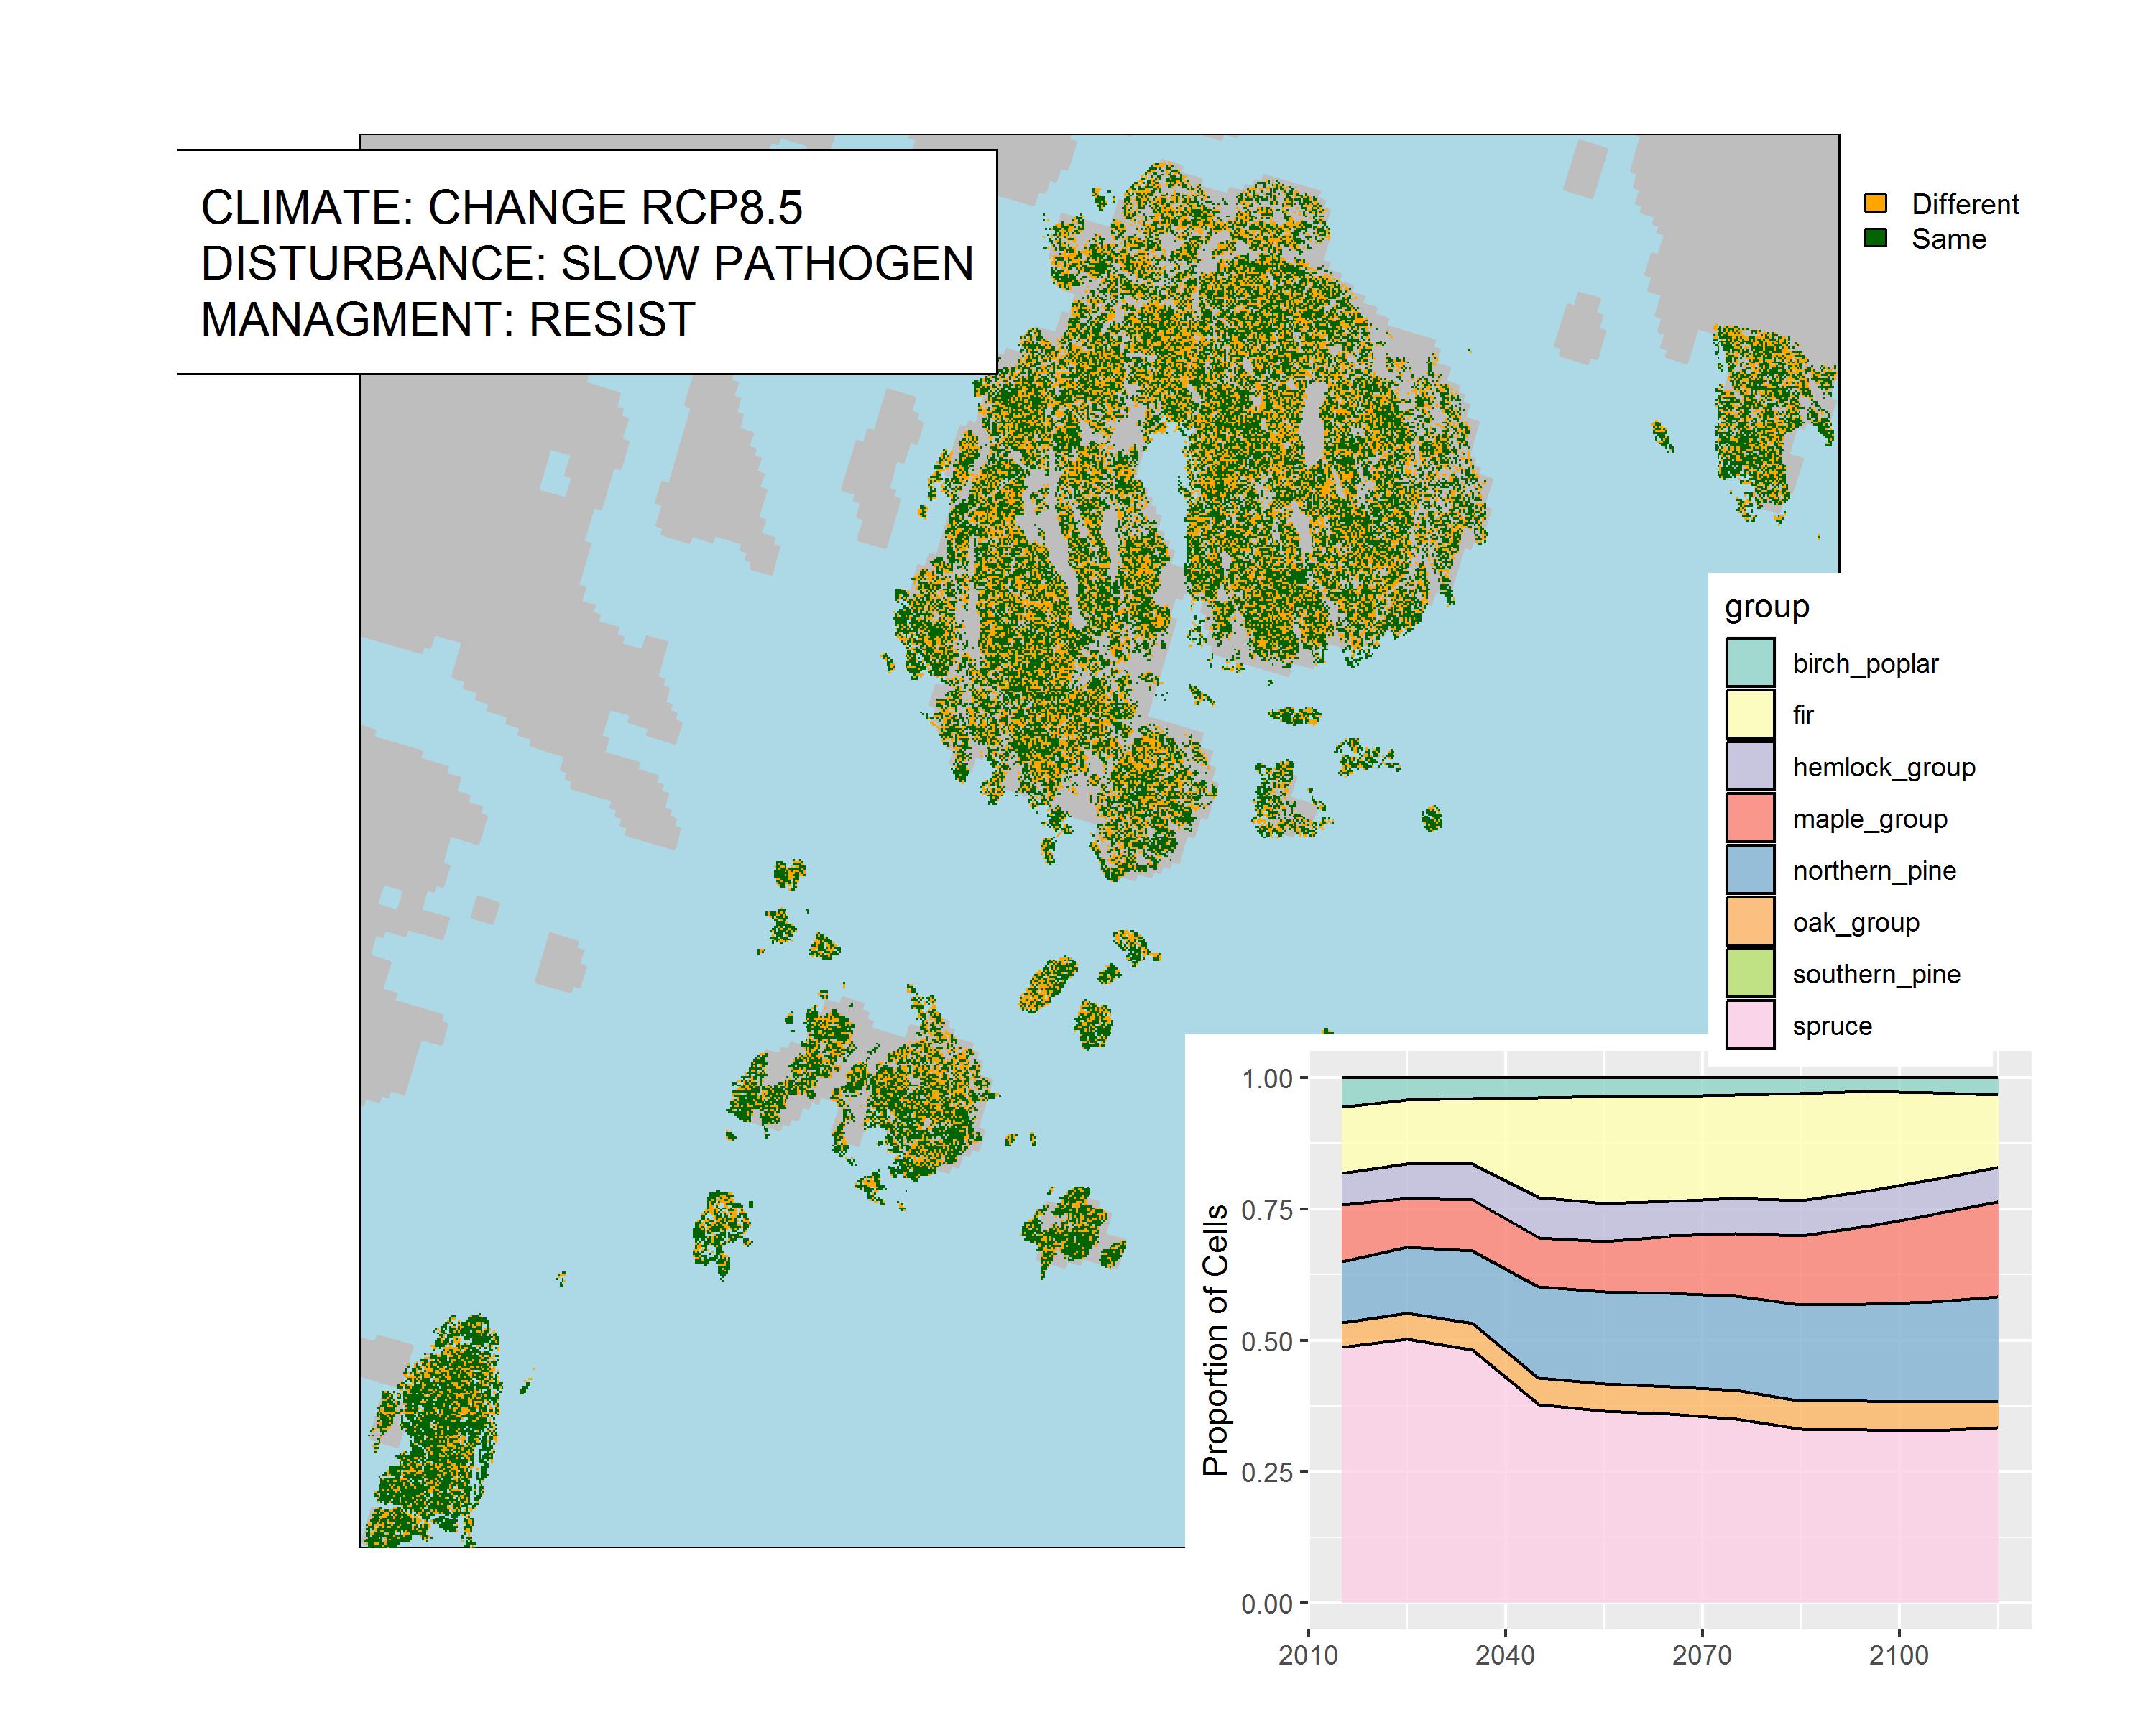 CLIMATE: CHANGE RCP8.5
DISTURBANCE: SLOW PATHOGEN
MANAGMENT: RESIST
Different
Same
group
birch_poplar
fir
hemlock_group
maple_group
northern_pine
oak_group
southern_pine
spruce
Proportion of Cells
1.00
0.75
0.50
0.25
0.00
2010 2040 2070 2100